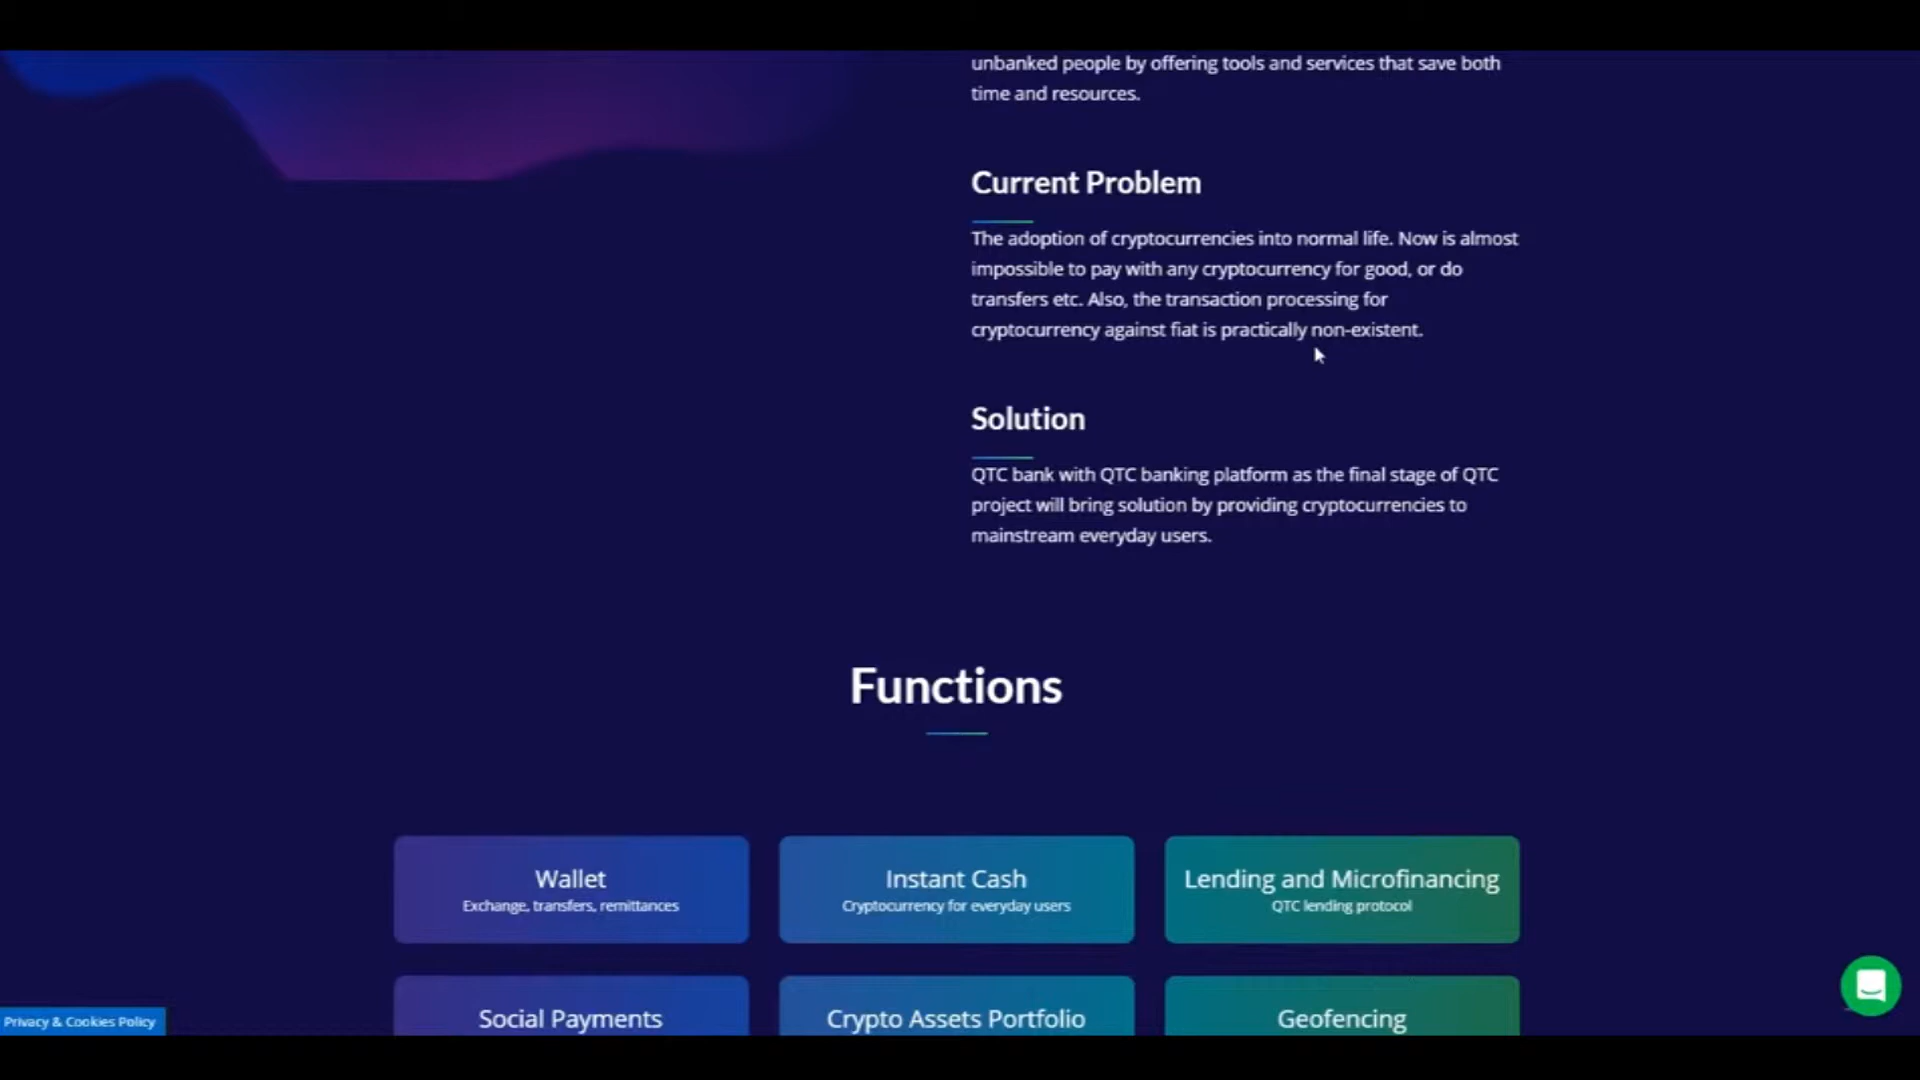 unbanked people by offering tools and services that save both
time and resources.
Current Problem
The adoption of cryptocurrencies into normal life. Now is almost
impossible to pay with any cryptocurrency for good, or do
transfers etc. Also, the transaction processing for
cryptocurrency against fiat is practically non-existent.
Solution
QTC bank with QTC banking platform as the final stage of QTC
project will bring solution by providing cryptocurrencies to
mainstream everyday users.
Functions
Wallet
Exchange, transfers, remittances
Instant Cash
Cryptocurrency for everyday users
Lending and Microfinancing
QTC lending protocol
Social Payments
Crypto Assets Portfolio
Geofencing
Privacy & Cookies Policy